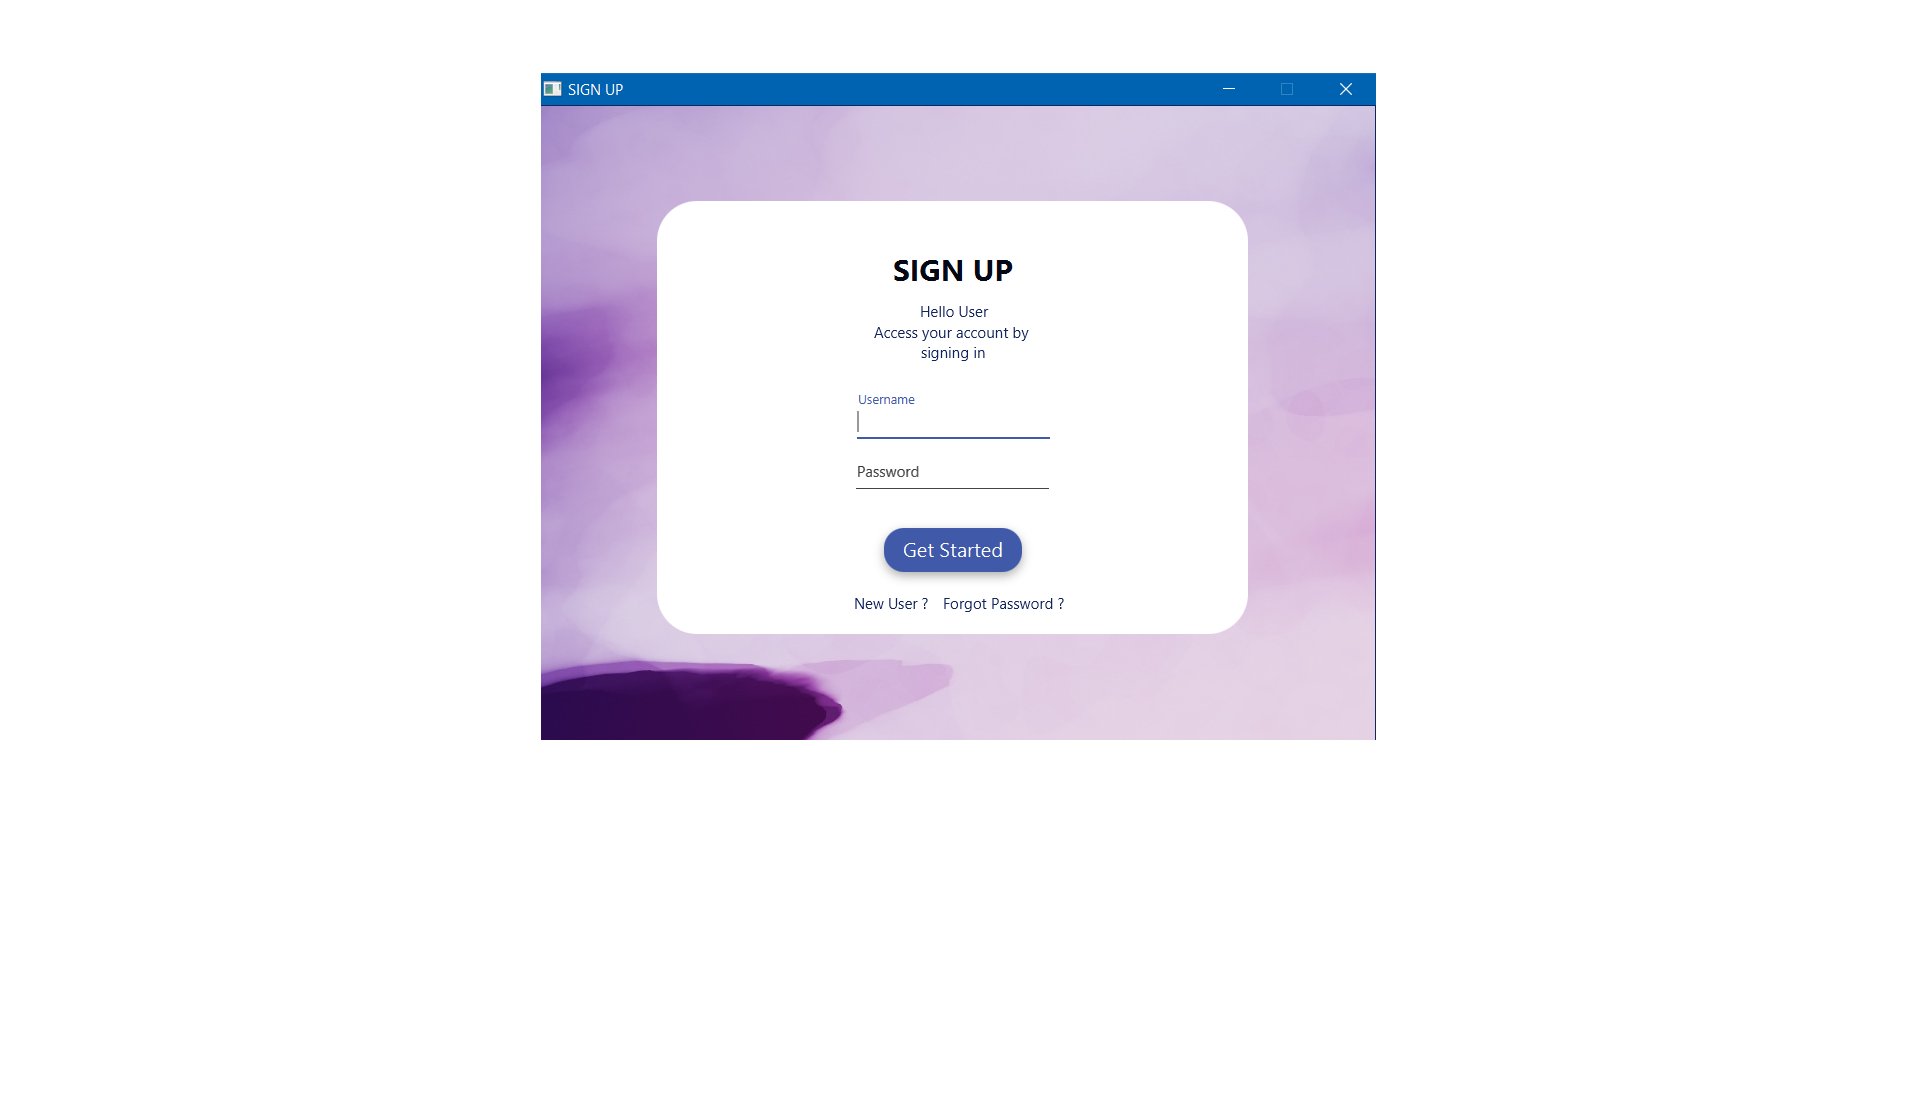 SIGN UP
SIGN UP
Hello User
Access your account by
signing in
Username
Password
Get Started
New User ? Forgot Password ?